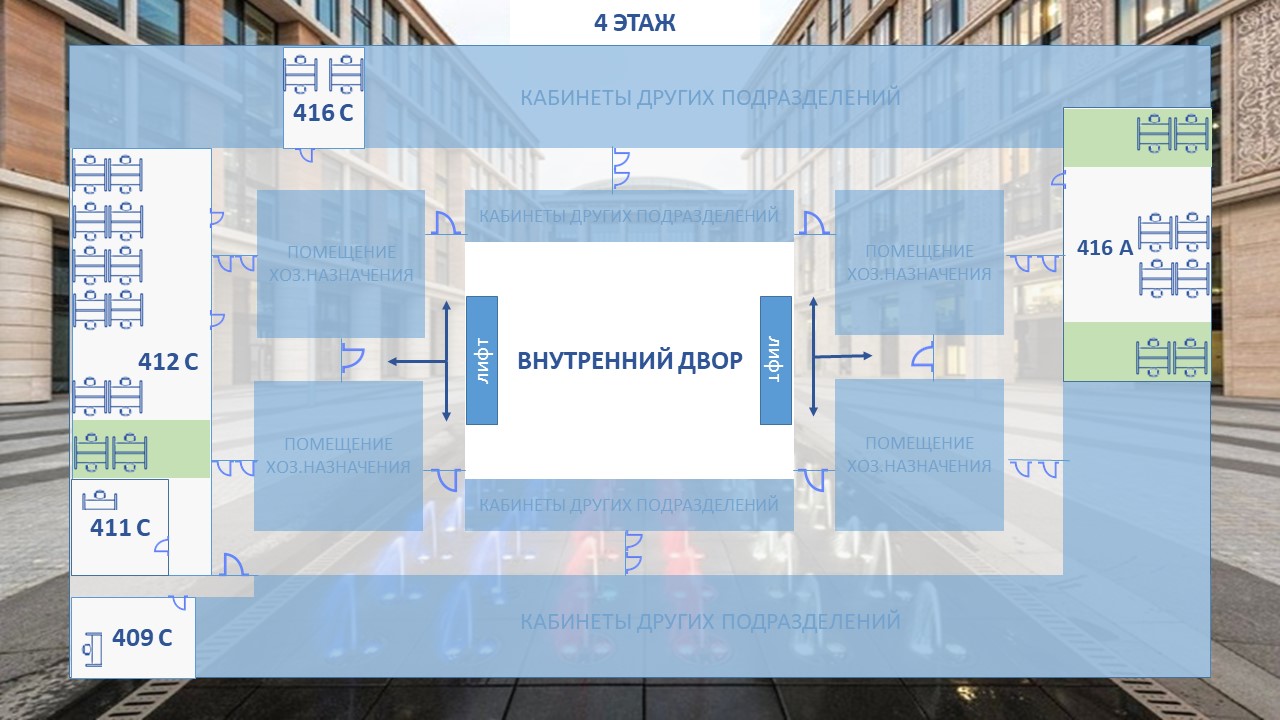 4 ЭТАЖ
416 С
КАБИНЕТЫ ДРУГИХ ПОДРАЗДЕЛЕНИЙ
КАБИНЕТЫ ДРУГИХ ПОДРАЗДЕЛЕНИЙ
ПОМЕЩЕНИЕ
ХОЗ.НАЗНАЧЕНИЯ
ПОМЕЩЕНИЕ
ХОЗ.НАЗНАЧЕНИЯ
416 А
412 С
лифт
ВНУТРЕННИЙ ДВОР
лифт
ПОМЕЩЕНИЕ
ХОЗ.НАЗНАЧЕНИЯ
ПОМЕЩЕНИЕ
ХОЗ.НАЗНАЧЕНИЯ
КАБИНЕТЫ ДРУГИХ ПОДРАЗДЕЛЕНИЙ
411 С
КАБИНЕТЫ ДРУГИХ ПОДРАЗДЕЛЕНИЙ
409 С